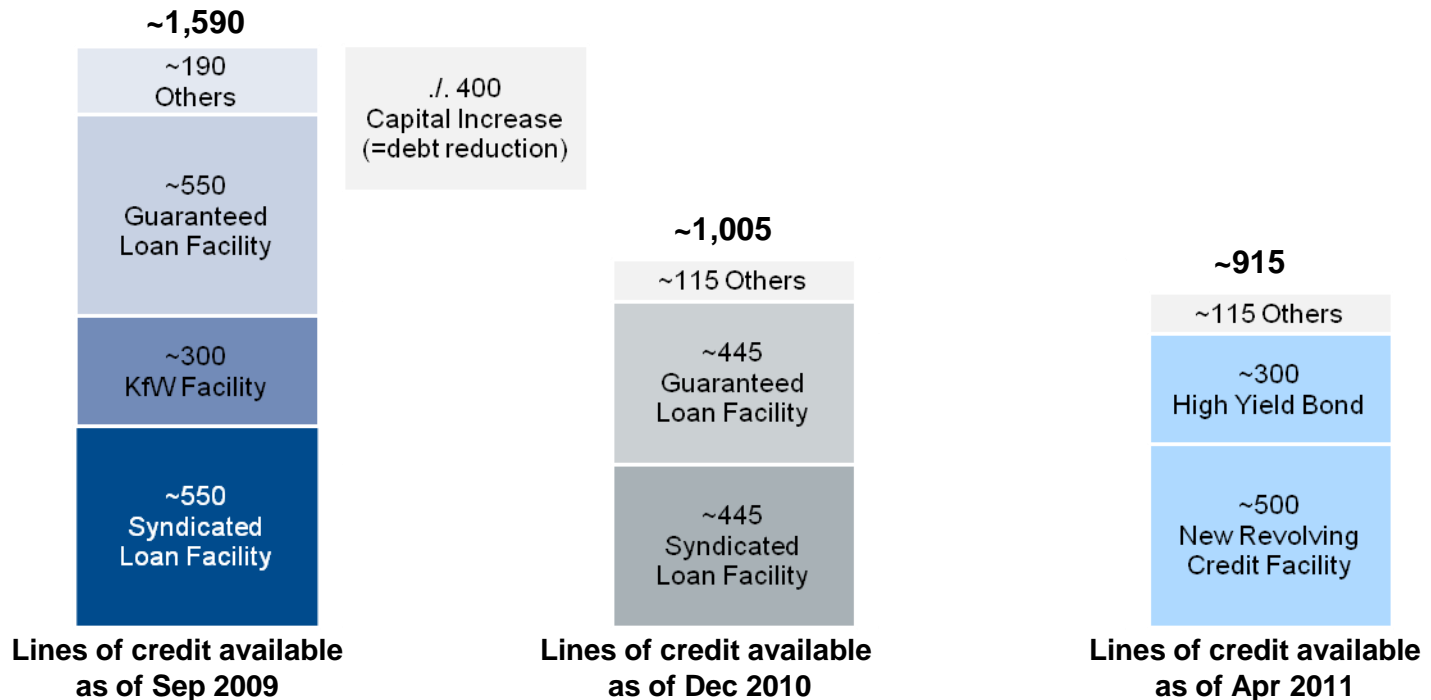 ~1,590
~190
Others
~550
Guaranteed
Loan Facility
~300
KfW Facility
~550
Syndicated
Loan Facility
Lines of credit available
as of Sep 2009
./. 400
Capital Increase
(=debt reduction)
~1,005
~115 Others
~445
Guaranteed
Loan Facility
~445
Syndicated
Loan Facility
Lines of credit available
as of Dec 2010
~915
~115 Others
~300
High Yield Bond
~500
New Revolving
Credit Facility
Lines of credit available
as of Apr 2011